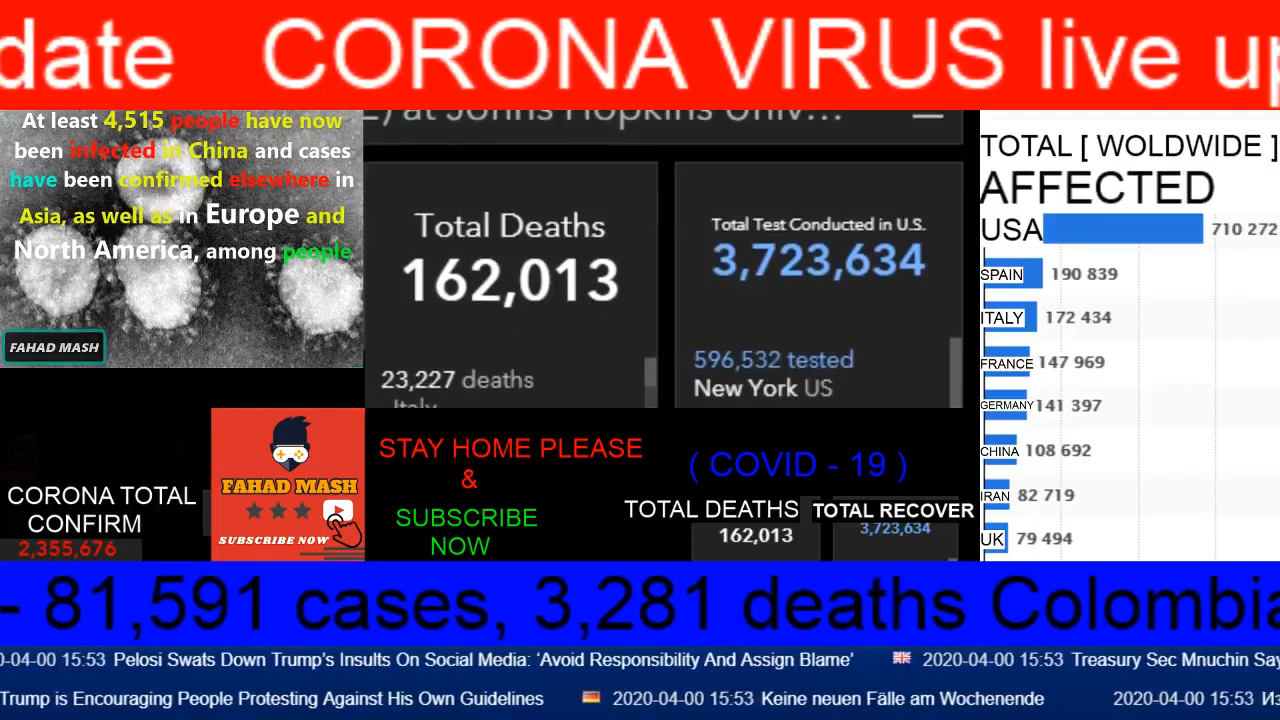 date CORONA VIRUS live up
At least 4,515 people have now
been infected in China and cases
have been confirmed elsewhere in
Asia, as well as in Europe and
North America, among people
FAHAD MASH
) at Johns Hopkins Univ...
Total Deaths
162,013
23,227 deaths
Italy
Total Test Conducted in U.S.
3,723,634
596,532 tested
New York US
TOTAL [ WOLDWIDE ]
AFFECTED
USA 710 272
SPAIN 190 839
ITALY 172 434
FRANCE 147 969
GERMANY 141 397
CHINA 108 692
IRAN 82 719
UK 79 494
CORONA TOTAL
CONFIRM
2,355,676
FAHAD MASH
SUBSCRIBE NOW
STAY HOME PLEASE
&
SUBSCRIBE
NOW
( COVID - 19 )
TOTAL DEATHS
162,013
TOTAL RECOVER
3,723,634
- 81,591 cases, 3,281 deaths Colombia
0-04-00 15:53 Pelosi Swats Down Trump's Insults On Social Media: 'Avoid Responsibility And Assign Blame' 2020-04-00 15:53 Treasury Sec Mnuchin Say
Trump is Encouraging People Protesting Against His Own Guidelines 2020-04-00 15:53 Keine neuen Fälle am Wochenende 2020-04-00 15:53 Из